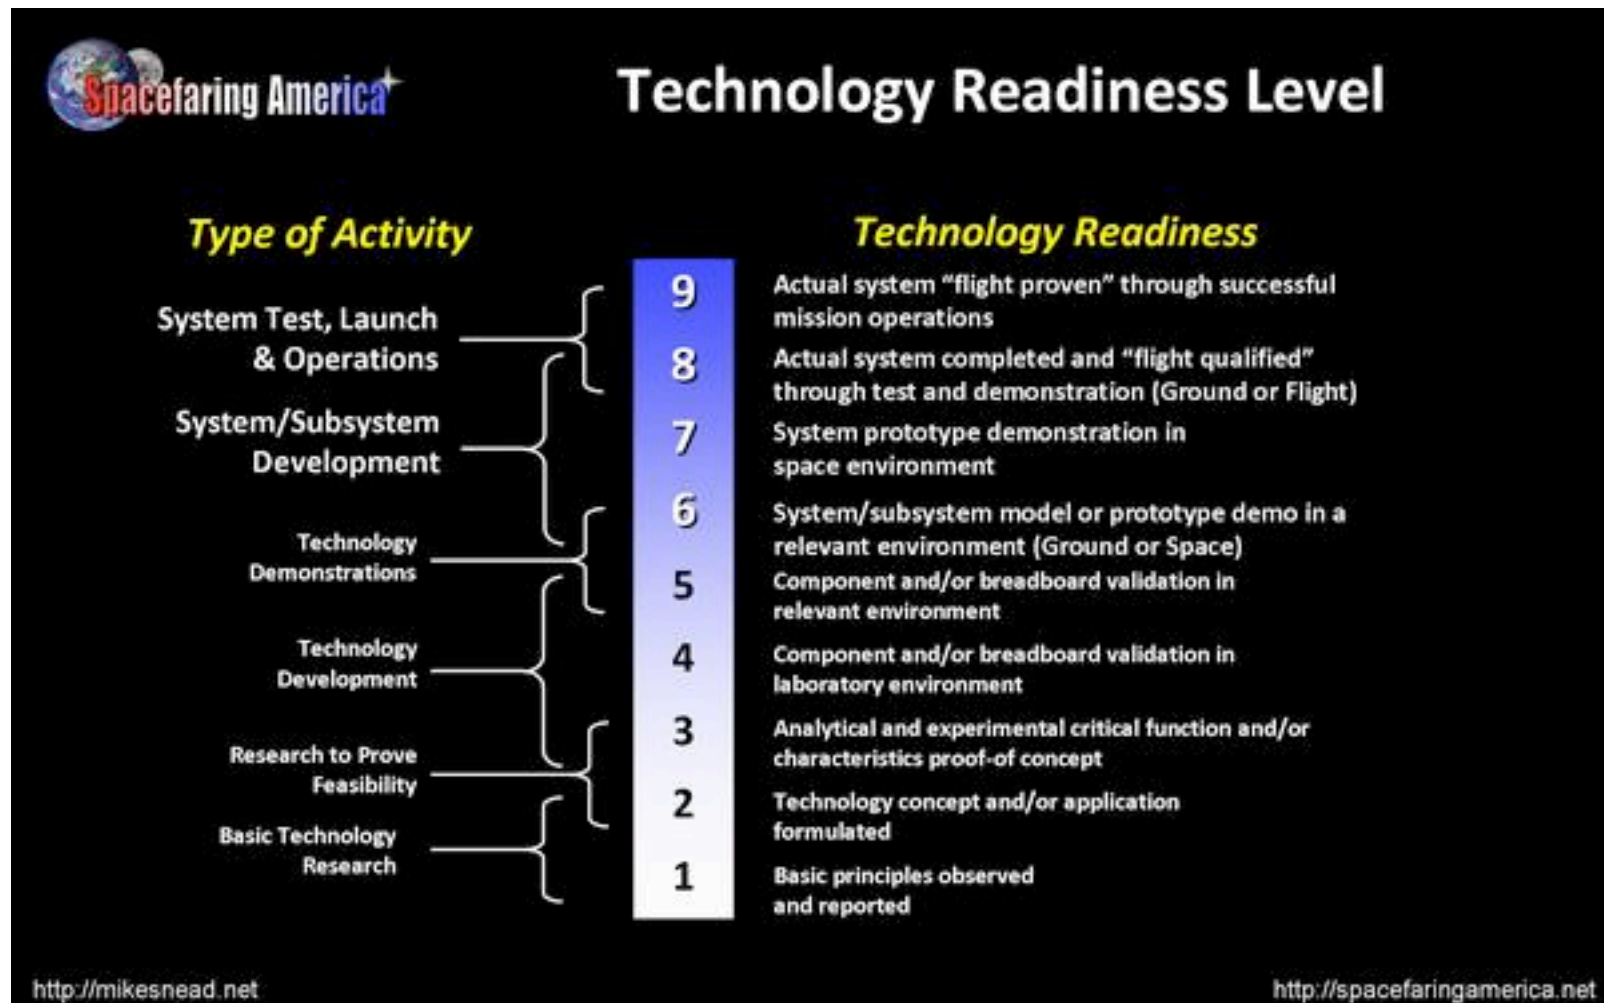 Spacefaring America
Technology Readiness Level
Type of Activity
System Test, Launch
& Operations
System/Subsystem
Development
Technology
Demonstrations
Technology
Development
Research to Prove
Feasibility
Basic Technology
Research
Technology Readiness
9
Actual system “flight proven” through successful
mission operations
8
Actual system completed and “flight qualified”
through test and demonstration (Ground or Flight)
7
System prototype demonstration in
space environment
6
System/subsystem model or prototype demo in a
relevant environment (Ground or Space)
5
Component and/or breadboard validation in
relevant environment
4
Component and/or breadboard validation in
laboratory environment
3
Analytical and experimental critical function and/or
characteristics proof-of concept
2
Technology concept and/or application
formulated
1
Basic principles observed
and reported
http://mikesnead.net
http://spacefaringamerica.net